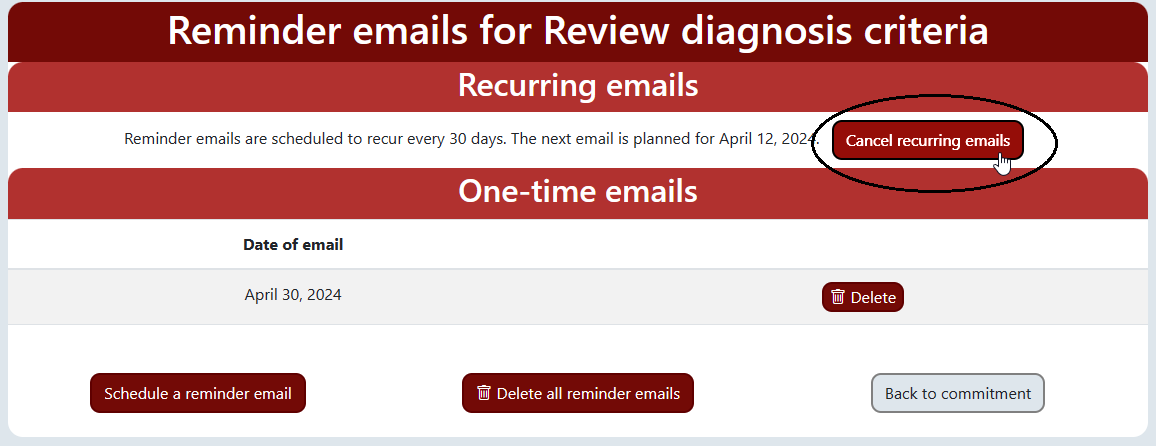 Reminder emails for Review diagnosis criteria
Recurring emails
Reminder emails are scheduled to recur every 30 days. The next email is planned for April 12, 2024.
Cancel recurring emails
One-time emails
Date of email
April 30, 2024
Delete
Schedule a reminder email
Delete all reminder emails
Back to commitment